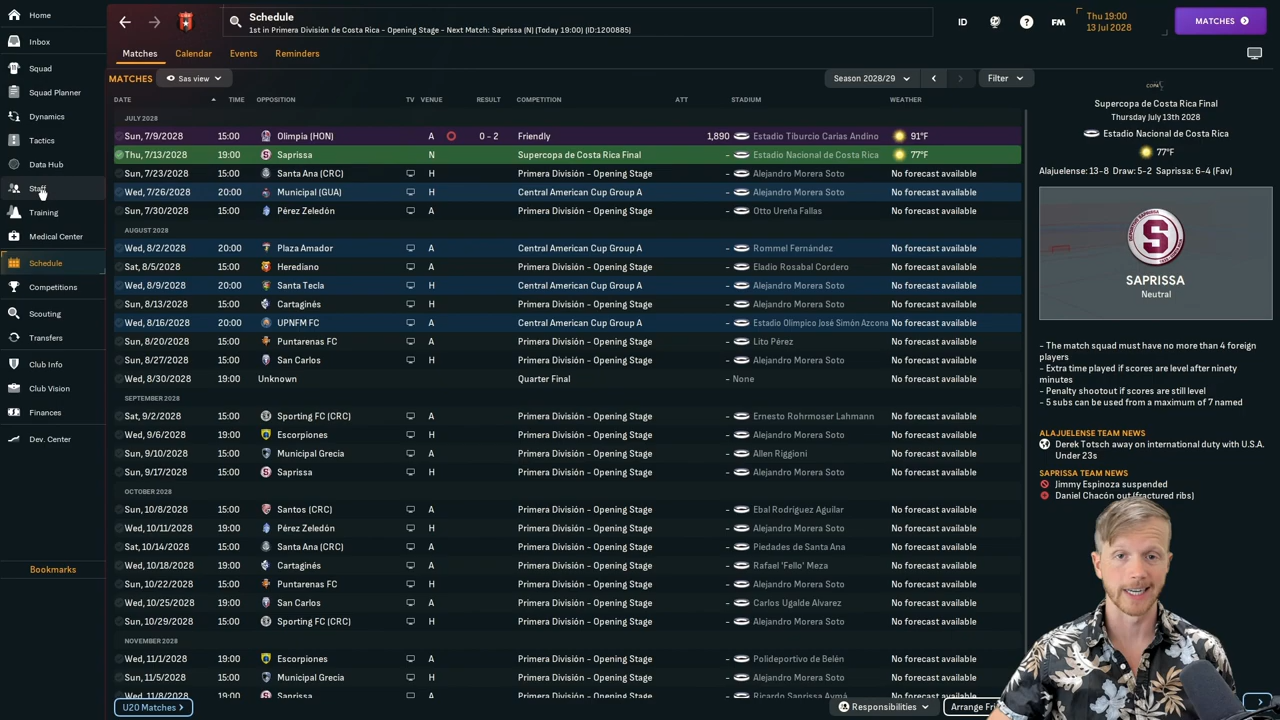 Home
Inbox
Squad
Squad Planner
Dynamics
Tactics
Data Hub
Staff
Training
Medical Center
Schedule
Competitions
Scouting
Transfers
Club Info
Club Vision
Finances
Dev. Center
Bookmarks
Schedule
1st in Primera División de Costa Rica - Opening Stage - Next Match: Saprissa (N) (Today 19:00) (ID:1200885)
ID
FM
Thu 19:00
13 Jul 2028
MATCHES
Matches Calendar Events Reminders
MATCHES Sas view Season 2028/29 Filter
DATE TIME OPPOSITION TV VENUE RESULT COMPETITION ATT STADIUM WEATHER
JULY 2028
Sun, 7/9/2028 15:00 Olimpia (HON) A 0 - 2 Friendly 1,890 Estadio Tiburcio Carias Andino 91°F
Thu, 7/13/2028 19:00 Saprissa N Supercopa de Costa Rica Final - Estadio Nacional de Costa Rica 77°F
Sun, 7/23/2028 15:00 Santa Ana (CRC) H Primera División - Opening Stage - Alejandro Morera Soto No forecast available
Wed, 7/26/2028 20:00 Municipal (GUA) H Central American Cup Group A - Alejandro Morera Soto No forecast available
Sun, 7/30/2028 15:00 Pérez Zeledón A Primera División - Opening Stage - Otto Ureña Fallas No forecast available
AUGUST 2028
Wed, 8/2/2028 20:00 Plaza Amador A Central American Cup Group A - Rommel Fernández No forecast available
Sat, 8/5/2028 15:00 Herediano A Primera División - Opening Stage - Eladio Rosabal Cordero No forecast available
Wed, 8/9/2028 20:00 Santa Tecla H Central American Cup Group A - Alejandro Morera Soto No forecast available
Sun, 8/13/2028 15:00 Cartaginés H Primera División - Opening Stage - Alejandro Morera Soto No forecast available
Wed, 8/16/2028 20:00 UPNFM FC A Central American Cup Group A - Estadio Olimpico José Simón Azcona No forecast available
Sun, 8/20/2028 15:00 Puntarenas FC A Primera División - Opening Stage - Lito Pérez No forecast available
Sun, 8/27/2028 15:00 San Carlos H Primera División - Opening Stage - Alejandro Morera Soto No forecast available
Wed, 8/30/2028 19:00 Unknown Quarter Final - None No forecast available
SEPTEMBER 2028
Sat, 9/2/2028 15:00 Sporting FC (CRC) A Primera División - Opening Stage - Ernesto Rohrmoser Lahmann No forecast available
Wed, 9/6/2028 19:00 Escorpiones H Primera División - Opening Stage - Alejandro Morera Soto No forecast available
Sun, 9/10/2028 15:00 Municipal Grecia A Primera División - Opening Stage - Allen Riggioni No forecast available
Sun, 9/17/2028 15:00 Saprissa H Primera División - Opening Stage - Alejandro Morera Soto No forecast available
OCTOBER 2028
Sun, 10/8/2028 15:00 Santos (CRC) A Primera División - Opening Stage - Ebal Rodriguez Aguilar No forecast available
Wed, 10/11/2028 19:00 Pérez Zeledón H Primera División - Opening Stage - Alejandro Morera Soto No forecast available
Sat, 10/14/2028 15:00 Santa Ana (CRC) A Primera División - Opening Stage - Piedades de Santa Ana No forecast available
Wed, 10/18/2028 19:00 Cartaginés A Primera División - Opening Stage - Rafael 'Fello' Meza No forecast available
Sun, 10/22/2028 15:00 Puntarenas FC H Primera División - Opening Stage - Alejandro Morera Soto No forecast available
Wed, 10/25/2028 19:00 San Carlos A Primera División - Opening Stage - Carlos Ugalde Alvarez No forecast available
Sun, 10/29/2028 15:00 Sporting FC (CRC) H Primera División - Opening Stage - Alejandro Morera Soto No forecast available
NOVEMBER 2028
Wed, 11/1/2028 19:00 Escorpiones A Primera División - Opening Stage - Polideportivo de Belén No forecast available
Sun, 11/5/2028 15:00 Municipal Grecia H Primera División - Opening Stage - Alejandro Morera Soto No forecast available
Wed, 11/8/2028 19:00 Saprissa A Primera División - Opening Stage - Ricardo Saprissa Aymá No forecast available
U20 Matches Responsibilities Arrange
COPA
Supercopa de Costa Rica Final
Thursday July 13th 2028
Estadio Nacional de Costa Rica
77°F
Alajuelense: 13-8 Draw: 5-2 Saprissa: 6-4 (Fav)
S
SAPRISSA
Neutral
- The match squad must have no more than 4 foreign
players
- Extra time played if scores are level after ninety
minutes
- Penalty shootout if scores are still level
- 5 subs can be used from a maximum of 7 named
ALAJUELENSE TEAM NEWS
Derek Totsch away on international duty with U.S.A.
Under 23s
SAPRISSA TEAM NEWS
Jimmy Espinoza suspended
Daniel Chacón out (fractured ribs)